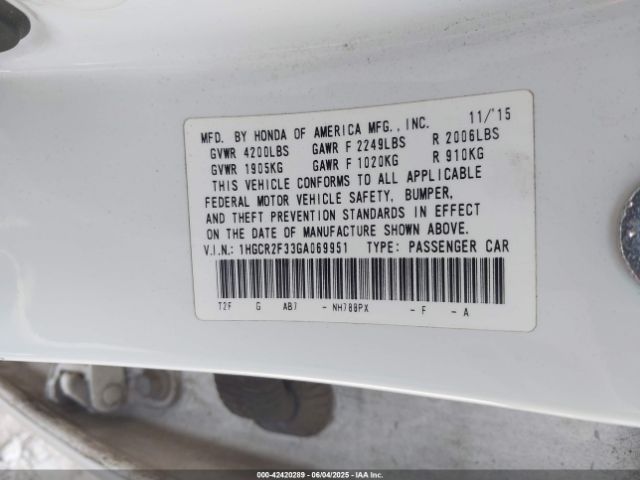 MFD. BY HONDA OF AMERICA MFG., INC. 11/'15
GVWR 4200LBS GAWR F 2249LBS R 2006LBS
GVWR 1905KG GAWR F 1020KG R 910KG
THIS VEHICLE CONFORMS TO ALL APPLICABLE
FEDERAL MOTOR VEHICLE SAFETY, BUMPER,
AND THEFT PREVENTION STANDARDS IN EFFECT
ON THE DATE OF MANUFACTURE SHOWN ABOVE.
V.I.N.: 1HGCR2F33GA069951 TYPE: PASSENGER CAR
T2F G AB7 - NH788PX - F - A
000-42420289 - 06/04/2025 - IAA Inc.